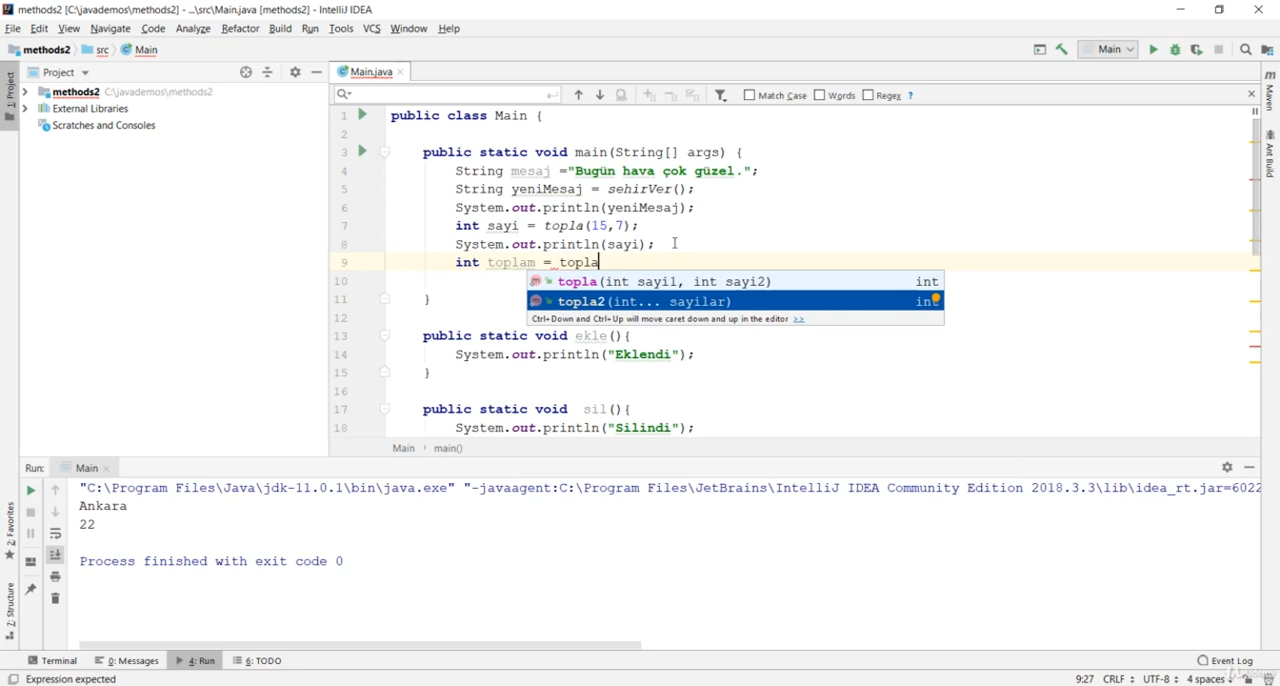 methods2 [C:\javademos\methods2] - ...\src\Main.java [methods2] - IntelliJ IDEA
File Edit View Navigate Code Analyze Refactor Build Run Tools VCS Window Help
methods2 src Main Main
1: Project
Project Main.java
methods2 C:\javademos\methods2
External Libraries
Scratches and Consoles
Match Case Words Regex ?
1 public class Main {
2
3 public static void main(String[] args) {
4 String mesaj ="Bugün hava çok güzel.";
5 String yeniMesaj = sehirVer();
6 System.out.println(yeniMesaj);
7 int sayi = topla(15,7);
8 System.out.println(sayi);
9 int toplam = topla
topla(int sayi1, int sayi2) int
10
topla2(int... sayilar) int
11 }
Ctrl+Down and Ctrl+Up will move caret down and up in the editor >>
12
13 public static void ekle(){
14 System.out.println("Eklendi");
15 }
16
17 public static void sil(){
18 System.out.println("Silindi");
Main main()
Maven
Ant Build
Run: Main
"C:\Program Files\Java\jdk-11.0.1\bin\java.exe" "-javaagent:C:\Program Files\JetBrains\IntelliJ IDEA Community Edition 2018.3.3\lib\idea_rt.jar=6022
Ankara
22
Process finished with exit code 0
2: Favorites
Z: Structure
Terminal 0: Messages 4: Run 6: TODO Event Log
Expression expected 9:27 CRLF UTF-8 4 spaces